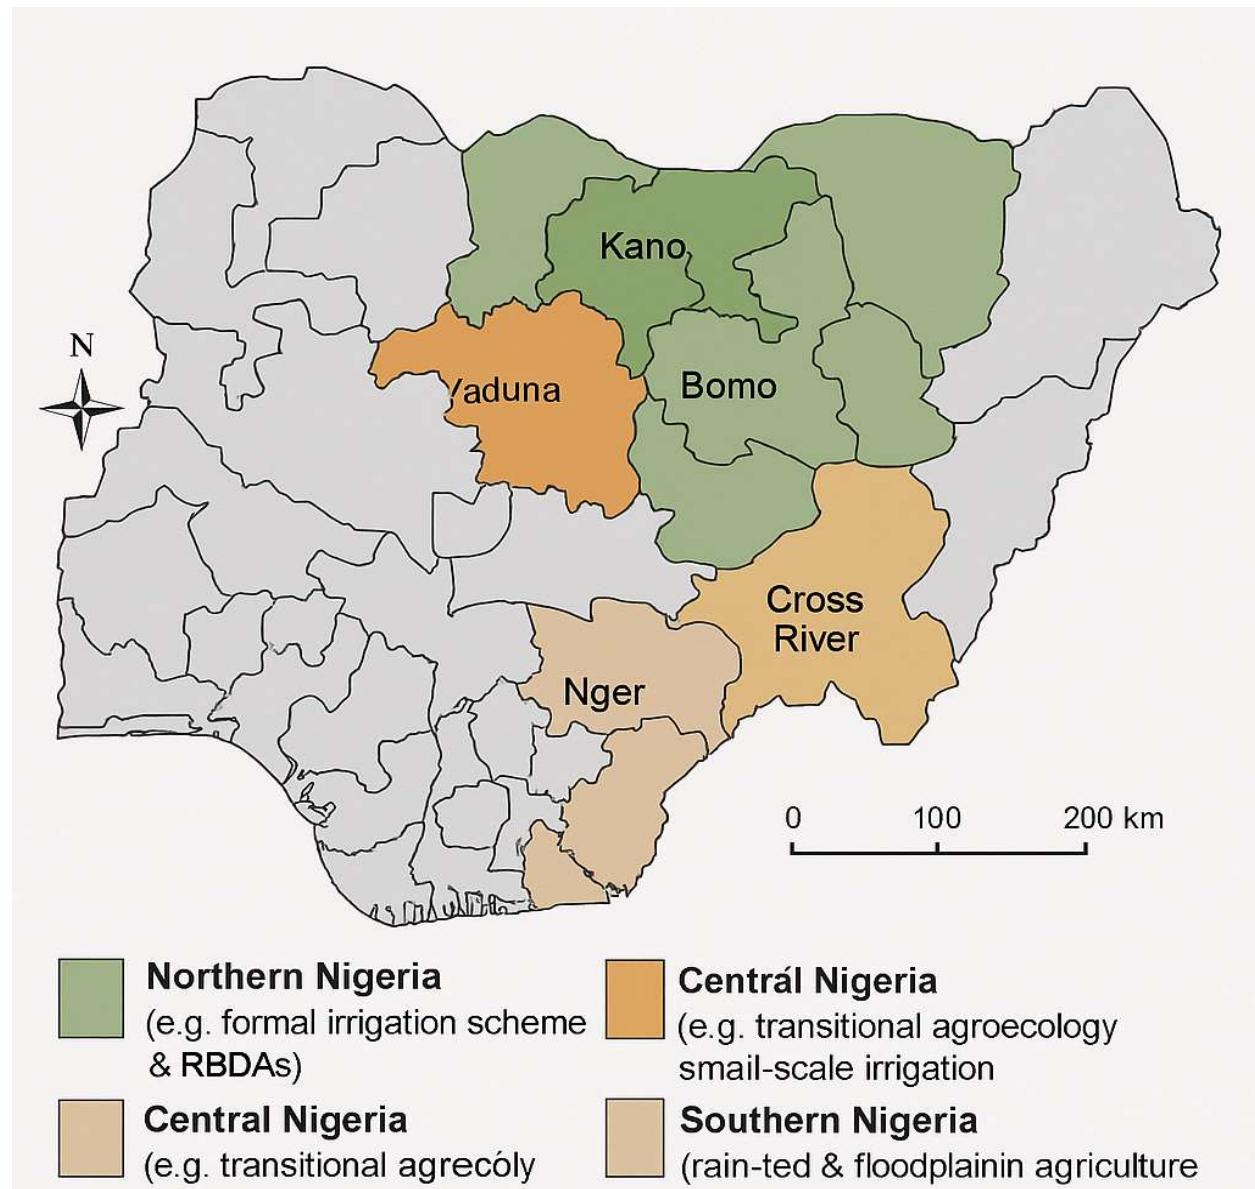 Kano
N
Yaduna
Bomo
Cross
River
Nger
0 100 200 km
Northern Nigeria
(e.g. formal irrigation scheme
& RBDAs)
Centrál Nigeria
(e.g. transitional agroecology
smail-scale irrigation
Central Nigeria
(e.g. transitional agrecóly
Southern Nigeria
(rain-ted & floodplainin agriculture